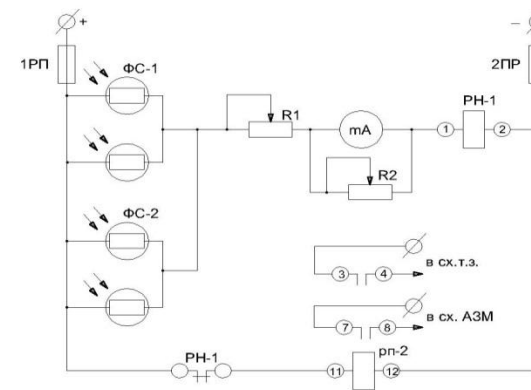 +
–
1РП
ФС-1
2ПР
R1
mA
РН-1
1
2
R2
ФС-2
в сх.т.з.
3
4
в сх. АЗМ
7
8
РН-1
рп-2
11
12